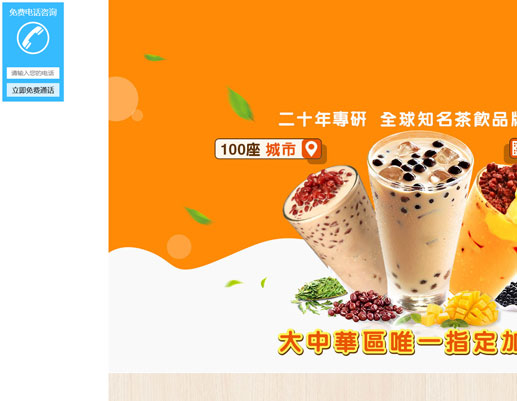 免费电话咨询
请输入您的电话
立即免费通话
二十年專研 全球知名茶飲品牌
100座 城市
大中華區唯一指定加